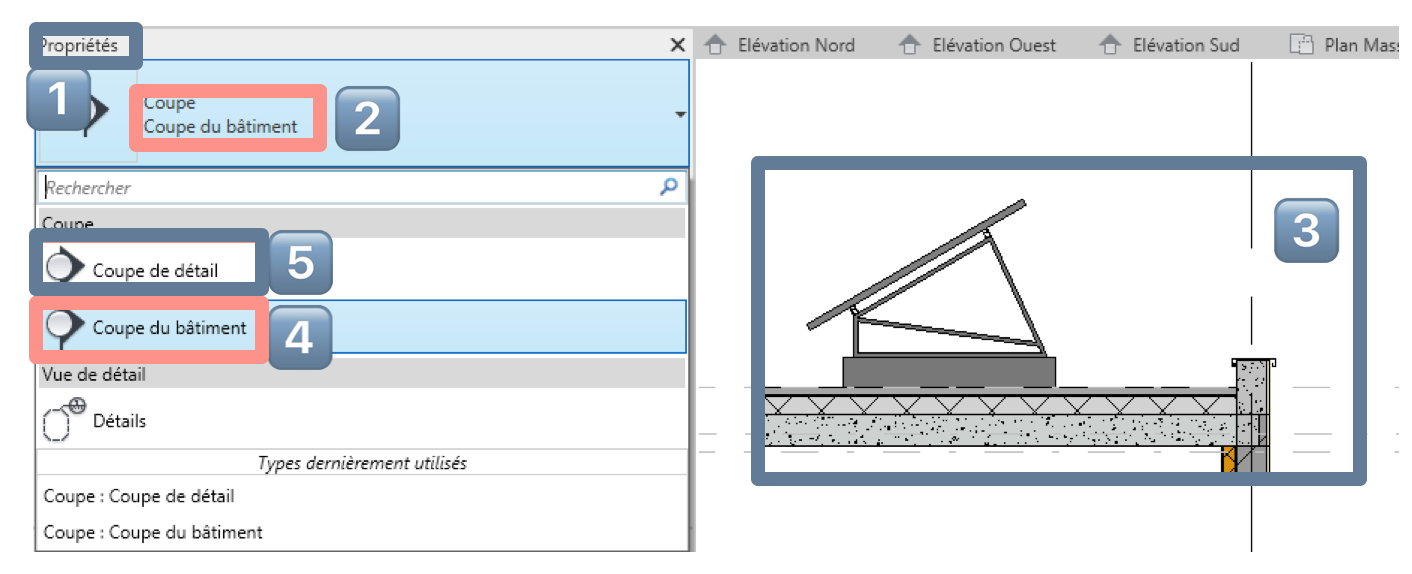 Propriétés
Elévation Nord
Elévation Ouest
Elévation Sud
Plan Mass
1
Coupe
Coupe du bâtiment
2
Rechercher
Coupe
Coupe de détail
5
Coupe du bâtiment
4
Vue de détail
Détails
Types dernièrement utilisés
Coupe : Coupe de détail
Coupe : Coupe du bâtiment
3